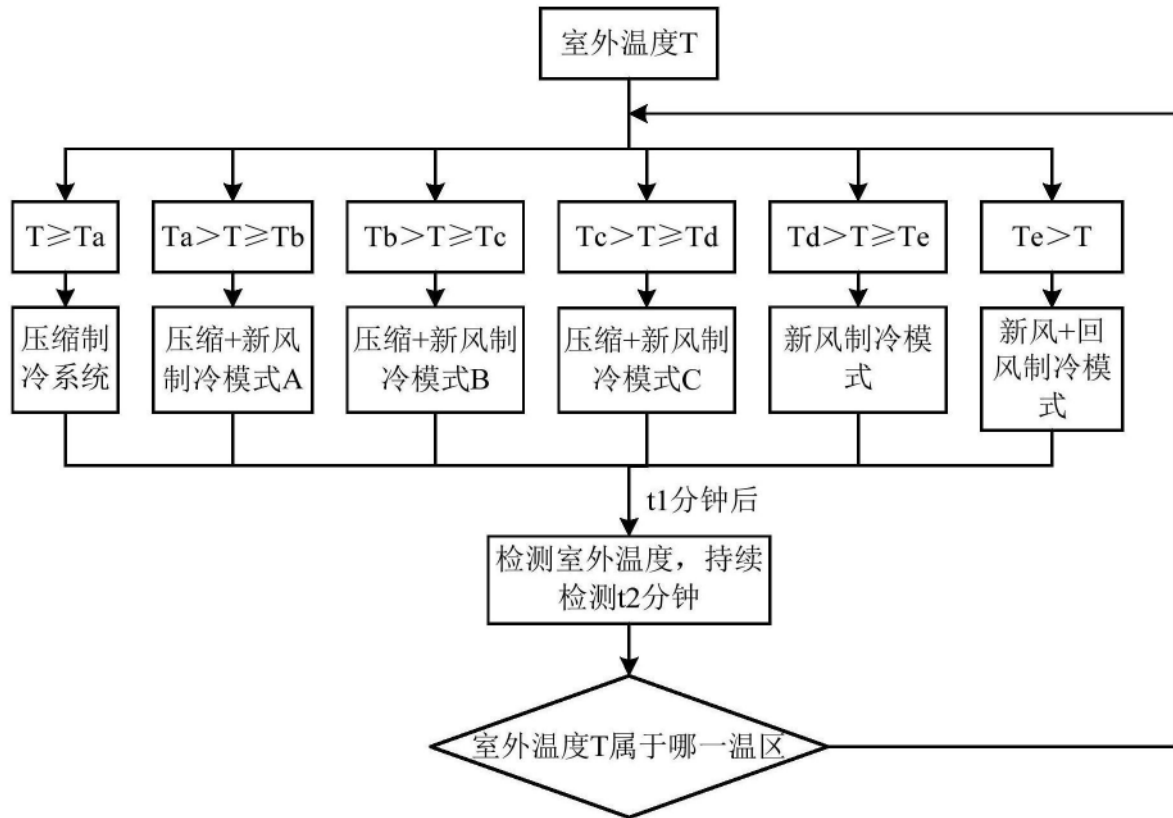 室外温度T
T≥Ta
Ta>T≥Tb
Tb>T≥Tc
Tc>T≥Td
Td>T≥Te
Te>T
压缩制
冷系统
压缩+新风
制冷模式A
压缩+新风制
冷模式B
压缩+新风制
冷模式C
新风制冷模
式
新风+回
风制冷模
式
t1分钟后
检测室外温度，持续
检测t2分钟
室外温度T属于哪一温区